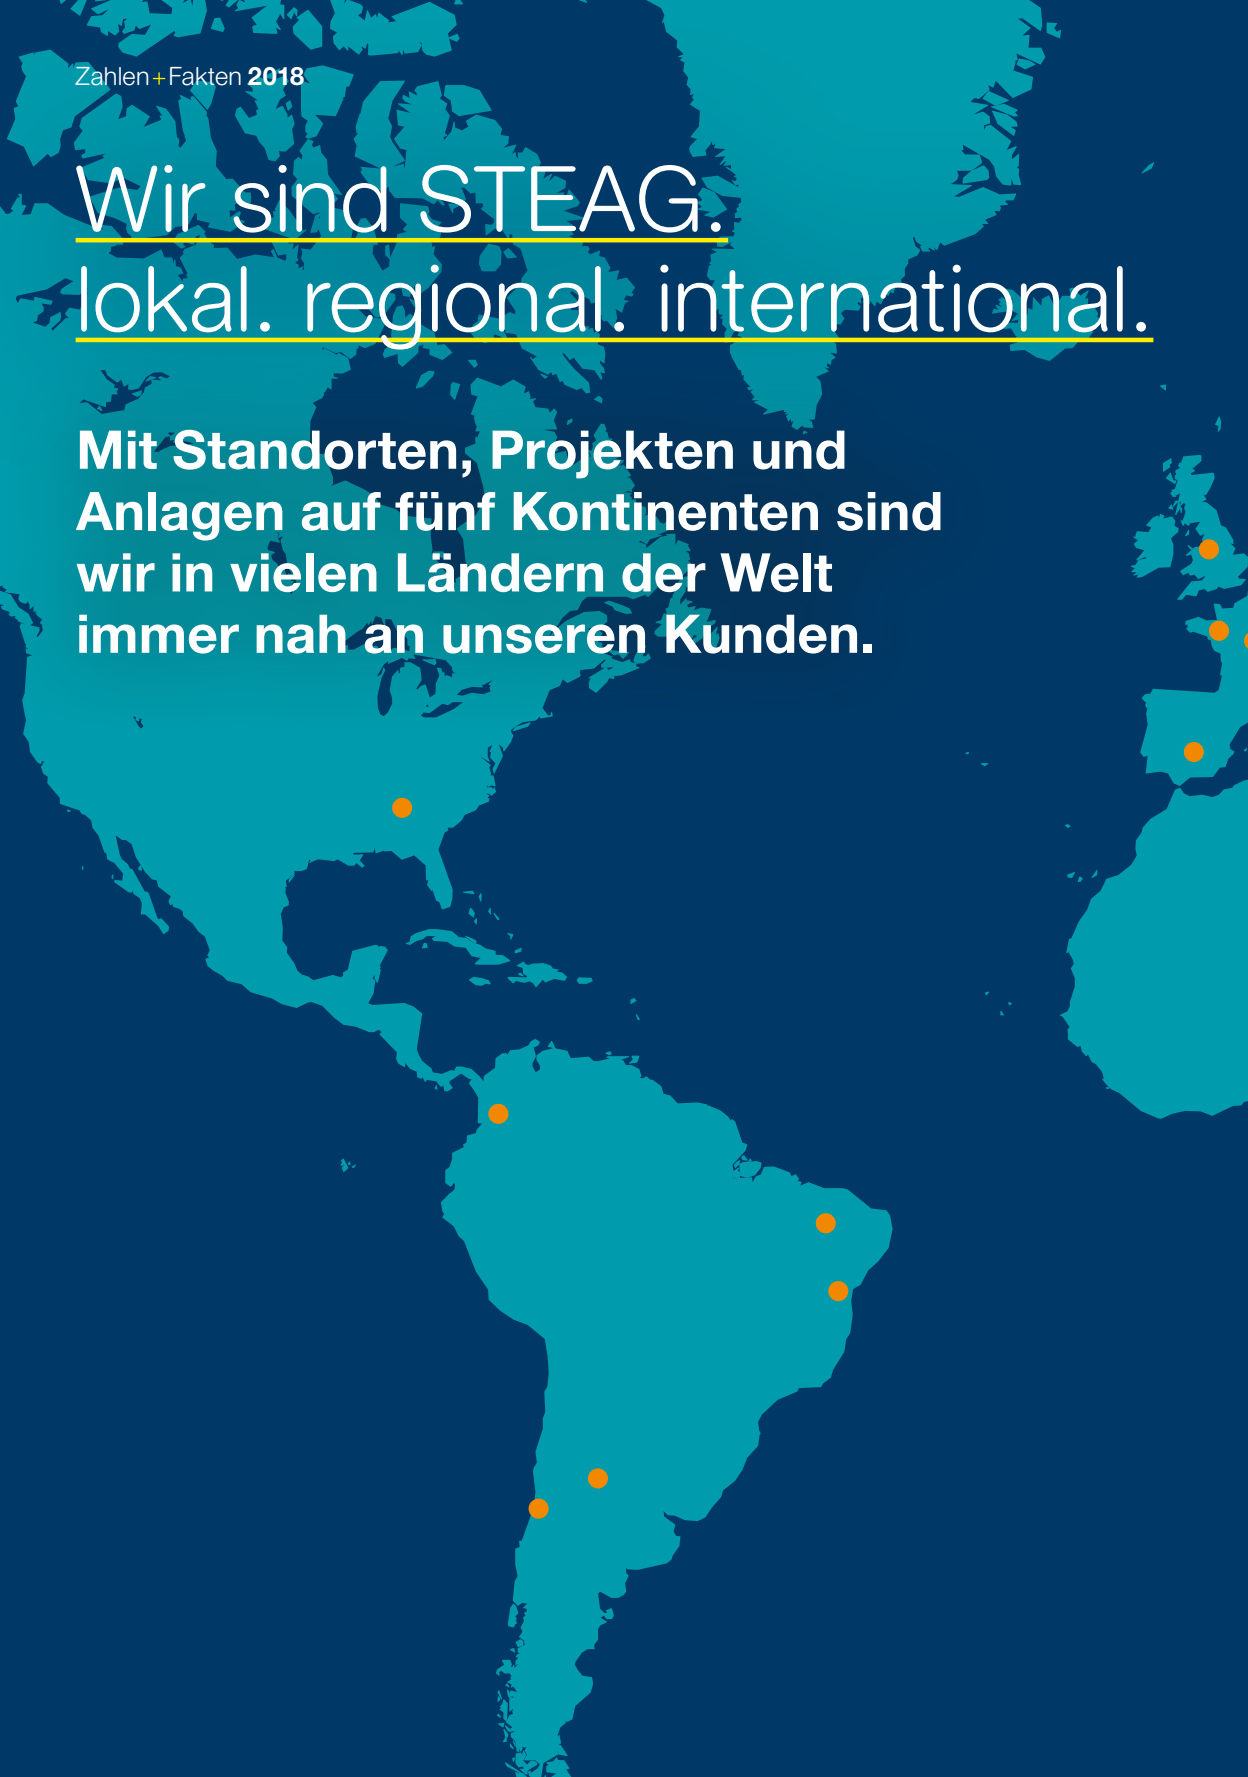 Zahlen+Fakten 2018
Wir sind STEAG.
lokal. regional. international.
Mit Standorten, Projekten und
Anlagen auf fünf Kontinenten sind
wir in vielen Ländern der Welt
immer nah an unseren Kunden.